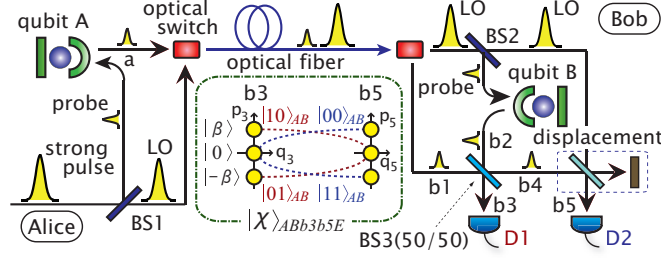 optical
switch
LO
BS2
LO
Bob
qubit A
a
optical fiber
qubit B
probe
b3
b5
p3
|10⟩AB
|00⟩AB
p5
|β⟩
|0⟩
q3
q5
|−β⟩
|01⟩AB
|11⟩AB
|χ⟩ABb3b5E
strong
pulse
LO
Alice
BS1
b2
displacement
b1
b4
b3
b5
BS3(50/50)
D1
D2